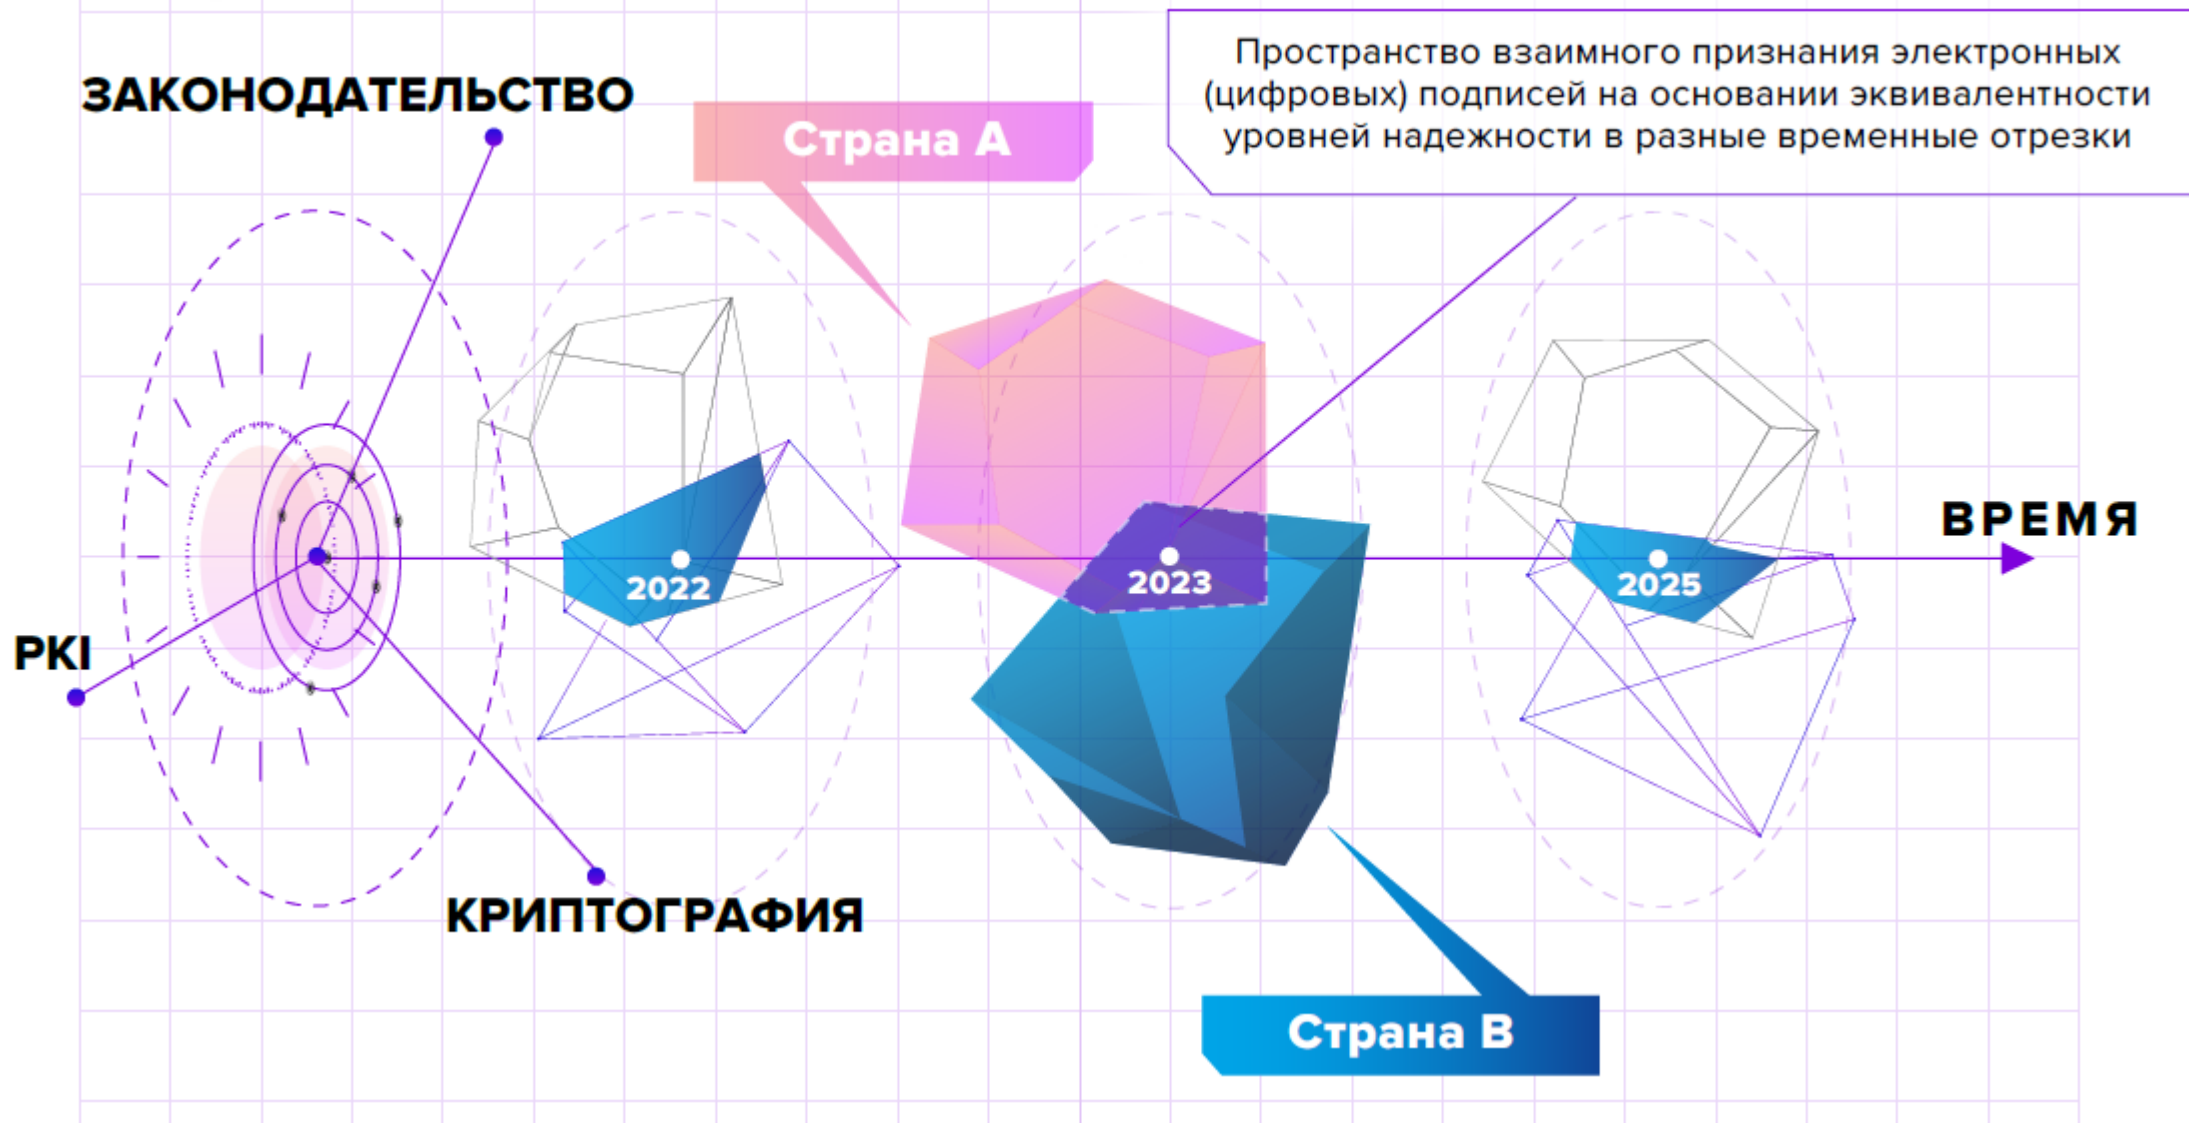 Пространство взаимного признания электронных
(цифровых) подписей на основании эквивалентности
уровней надежности в разные временные отрезки
ЗАКОНОДАТЕЛЬСТВО
Страна А
ВРЕМЯ
2022
2023
2025
PKI
КРИПТОГРАФИЯ
Страна В